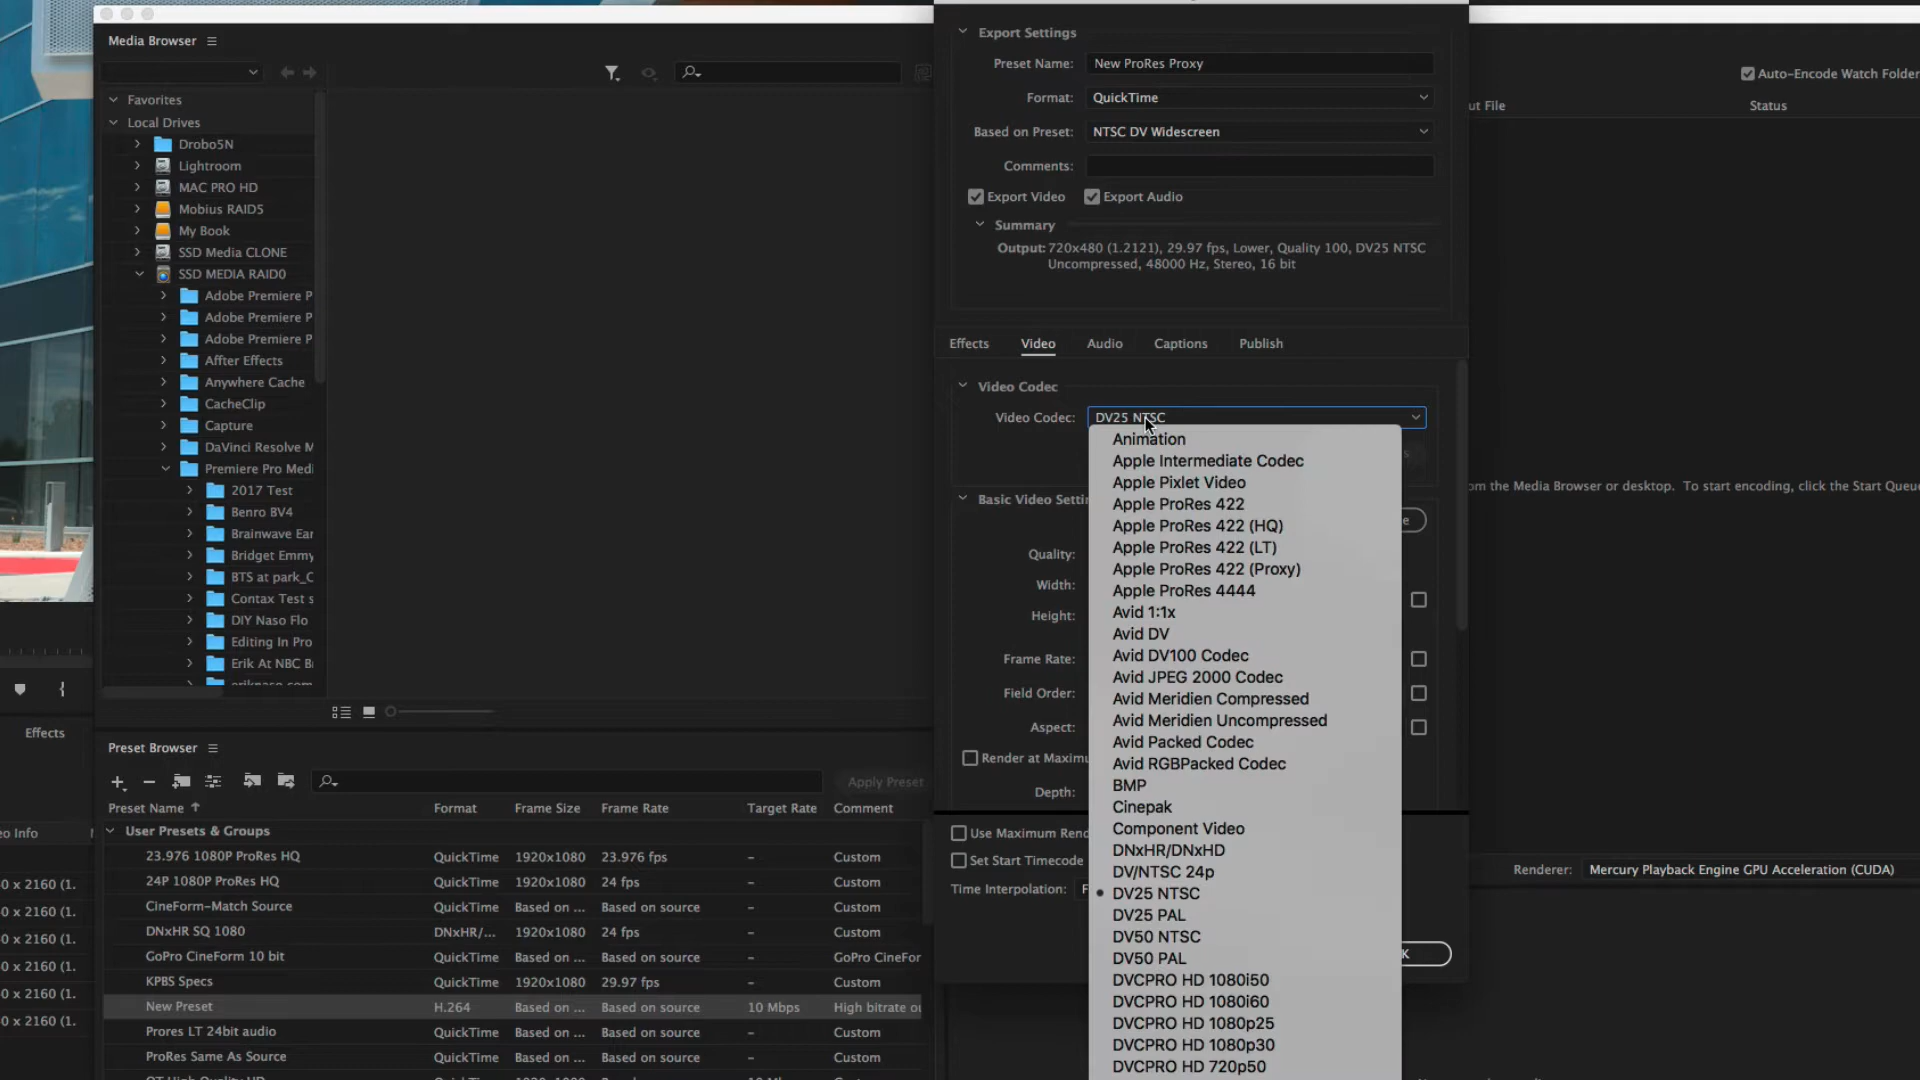 Media Browser
Favorites
Local Drives
Drobo5N
Lightroom
MAC PRO HD
Mobius RAID5
My Book
SSD Media CLONE
SSD MEDIA RAID0
Adobe Premiere P
Adobe Premiere P
Adobe Premiere P
Affter Effects
Anywhere Cache
CacheClip
Capture
DaVinci Resolve M
Premiere Pro Medi
2017 Test
Benro BV4
Brainwave Ear
Bridget Emmy
BTS at park_C
Contax Test s
DIY Naso Flo
Editing In Pro
Erik At NBC B
eriknaso.com
Effects
eo Info
0 x 2160 (1.
0 x 2160 (1.
0 x 2160 (1.
0 x 2160 (1.
0 x 2160 (1.
0 x 2160 (1.
Preset Browser
Apply Preset
Preset Name Format Frame Size Frame Rate Target Rate Comment
User Presets & Groups
23.976 1080P ProRes HQ QuickTime 1920x1080 23.976 fps – Custom
24P 1080P ProRes HQ QuickTime 1920x1080 24 fps – Custom
CineForm-Match Source QuickTime Based on ... Based on source – Custom
DNxHR SQ 1080 DNxHR/... 1920x1080 24 fps – Custom
GoPro CineForm 10 bit QuickTime Based on ... Based on source – GoPro CineFor
KPBS Specs QuickTime 1920x1080 29.97 fps – Custom
New Preset H.264 Based on ... Based on source 10 Mbps High bitrate ou
Prores LT 24bit audio QuickTime Based on ... Based on source – Custom
ProRes Same As Source QuickTime Based on ... Based on source – Custom
Export Settings
Preset Name: New ProRes Proxy
Format: QuickTime
Based on Preset: NTSC DV Widescreen
Comments:
Export Video Export Audio
Summary
Output: 720x480 (1.2121), 29.97 fps, Lower, Quality 100, DV25 NTSC
Uncompressed, 48000 Hz, Stereo, 16 bit
Effects Video Audio Captions Publish
Video Codec
Video Codec: DV25 NTSC
Basic Video Setti
Quality:
Width:
Height:
Frame Rate:
Field Order:
Aspect:
Render at Maximu
Depth:
Use Maximum Rend
Set Start Timecode
Time Interpolation: F
Animation
Apple Intermediate Codec
Apple Pixlet Video
Apple ProRes 422
Apple ProRes 422 (HQ)
Apple ProRes 422 (LT)
Apple ProRes 422 (Proxy)
Apple ProRes 4444
Avid 1:1x
Avid DV
Avid DV100 Codec
Avid JPEG 2000 Codec
Avid Meridien Compressed
Avid Meridien Uncompressed
Avid Packed Codec
Avid RGBPacked Codec
BMP
Cinepak
Component Video
DNxHR/DNxHD
DV/NTSC 24p
DV25 NTSC
DV25 PAL
DV50 NTSC
DV50 PAL
DVCPRO HD 1080i50
DVCPRO HD 1080i60
DVCPRO HD 1080p25
DVCPRO HD 1080p30
DVCPRO HD 720p50
Auto-Encode Watch Folder
ut File Status
om the Media Browser or desktop. To start encoding, click the Start Queu
Renderer: Mercury Playback Engine GPU Acceleration (CUDA)